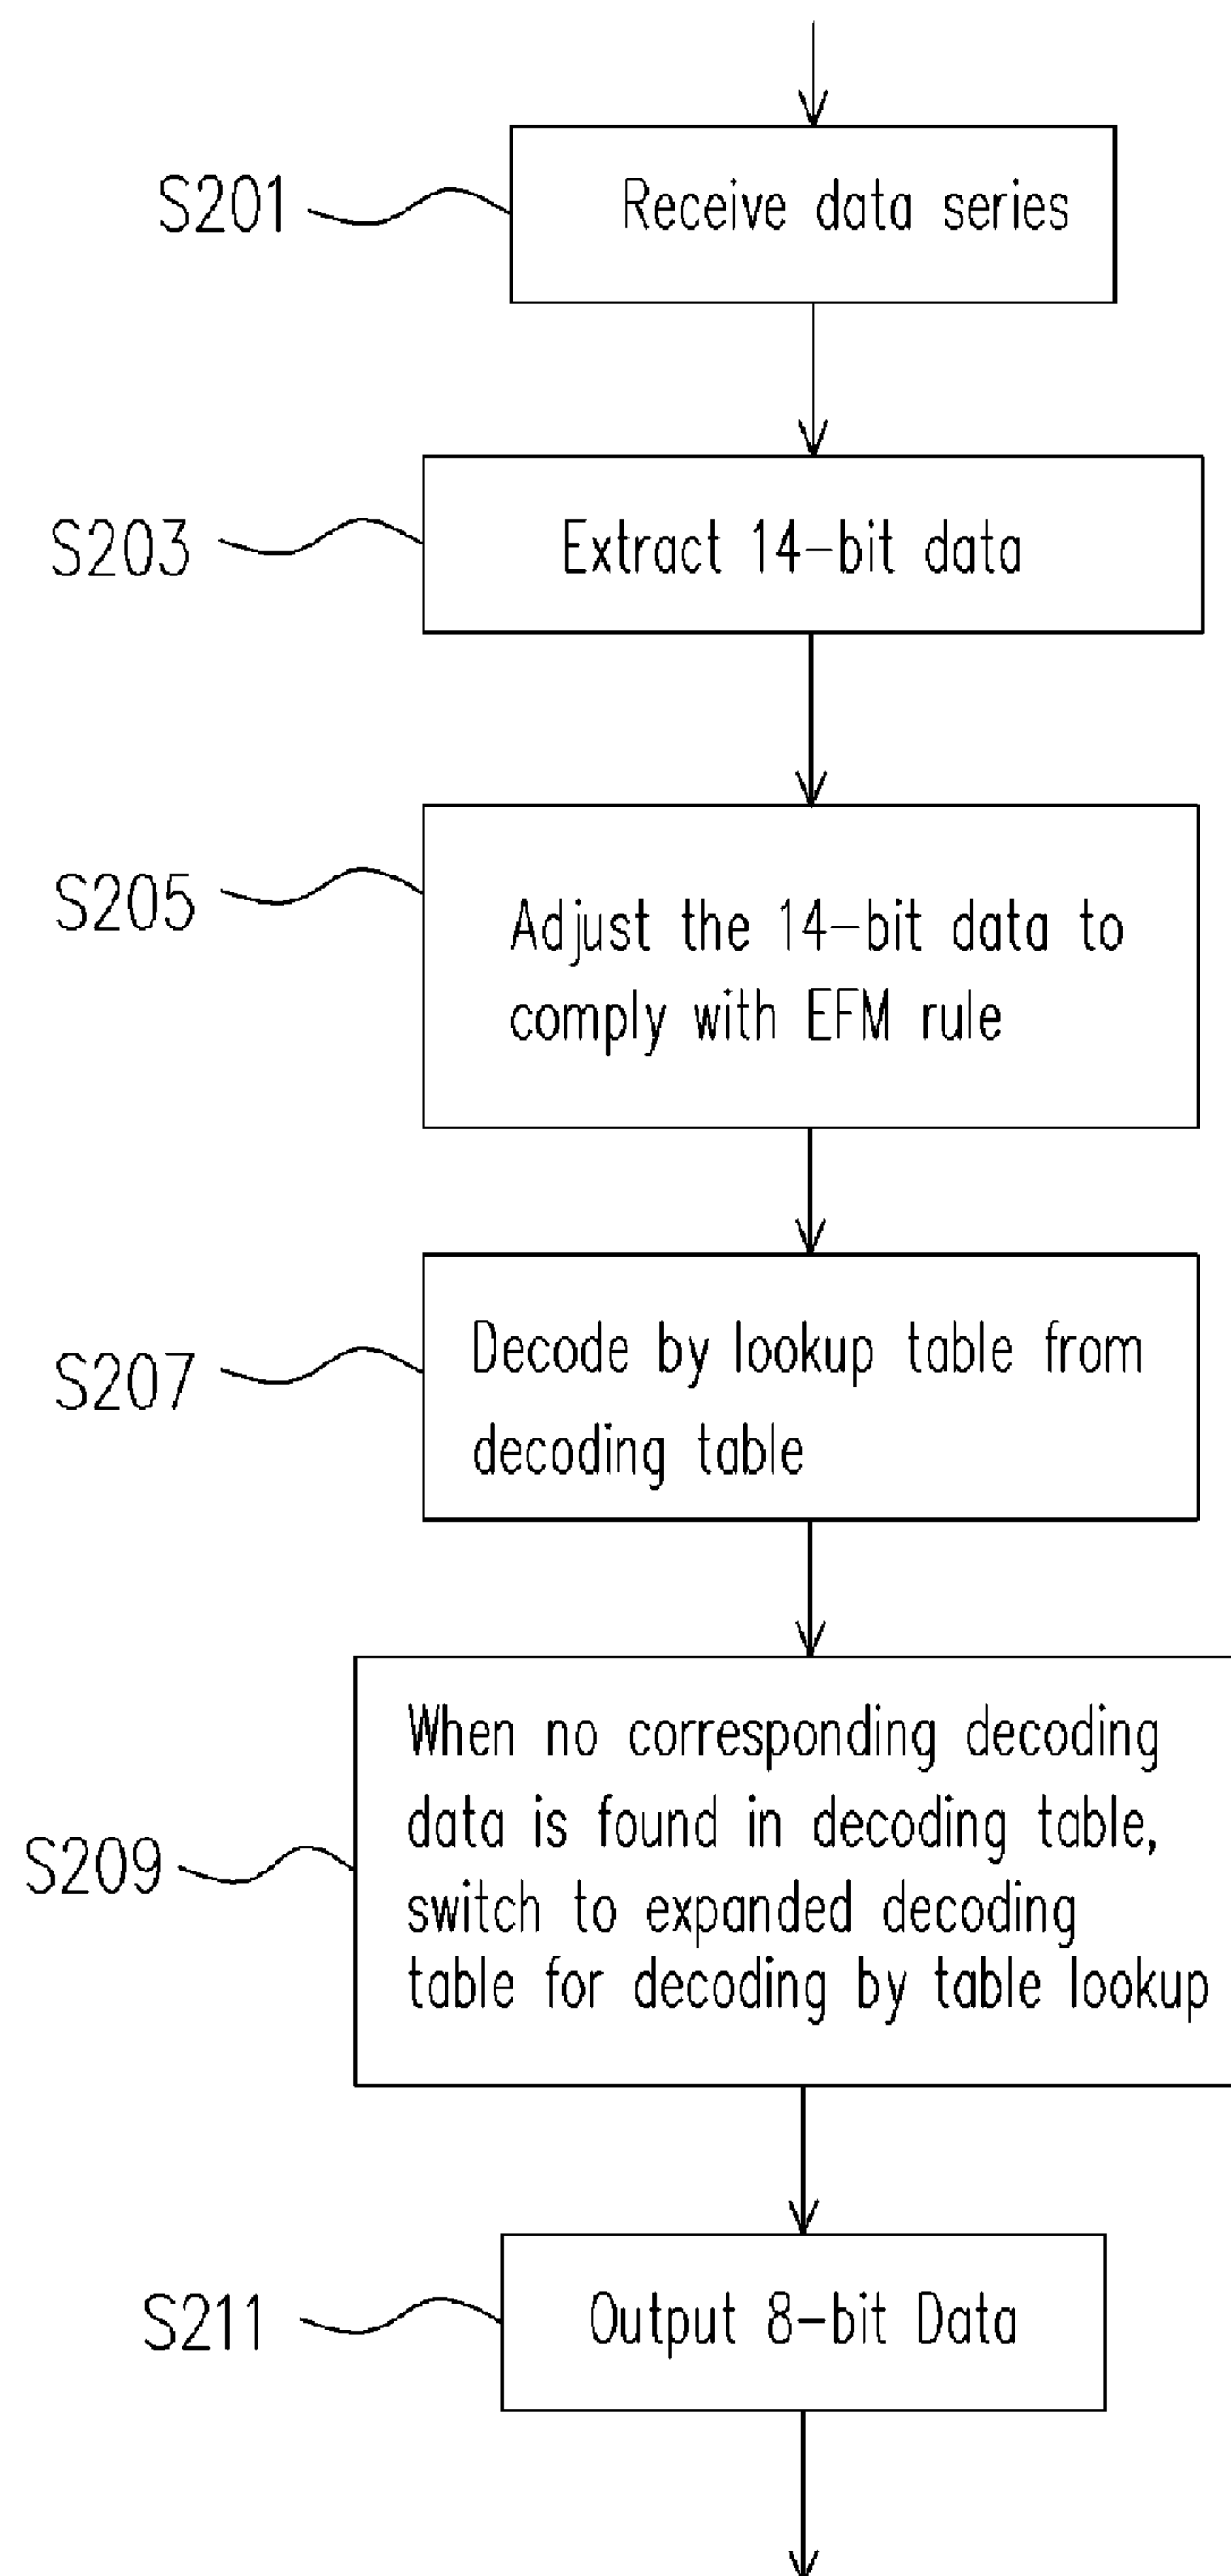 S201
Receive data series
S203
Extract 14-bit data
S205
Adjust the 14-bit data to
comply with EFM rule
S207
Decode by lookup table from
decoding table
S209
When no corresponding decoding
data is found in decoding table,
switch to expanded decoding
table for decoding by table lookup
S211
Output 8-bit Data